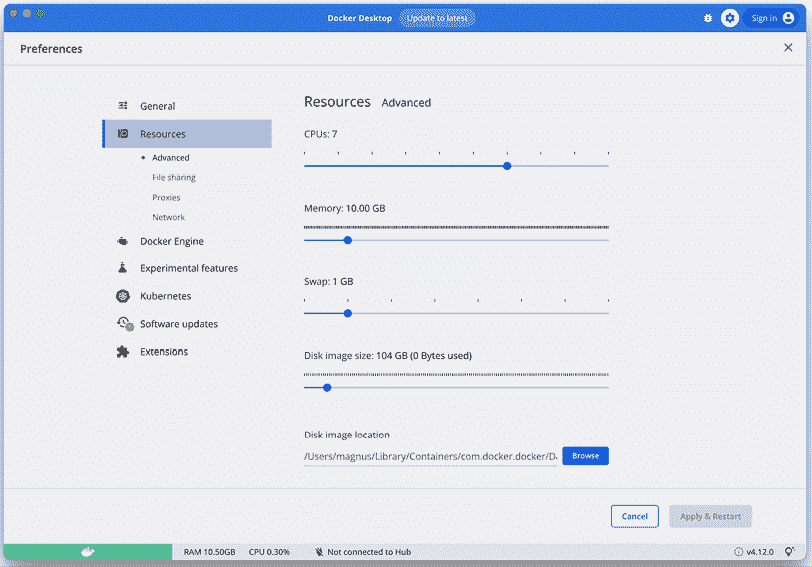 Docker Desktop Update to latest
Sign in
Preferences
General
Resources
Advanced
File sharing
Proxies
Network
Docker Engine
Experimental features
Kubernetes
Software updates
Extensions
Resources Advanced
CPUs: 7
Memory: 10.00 GB
Swap: 1 GB
Disk image size: 104 GB (0 Bytes used)
Disk image location
/Users/magnus/Library/Containers/com.docker.docker/Da
Browse
Cancel
Apply & Restart
RAM 10.50GB CPU 0.30% Not connected to Hub v4.12.0